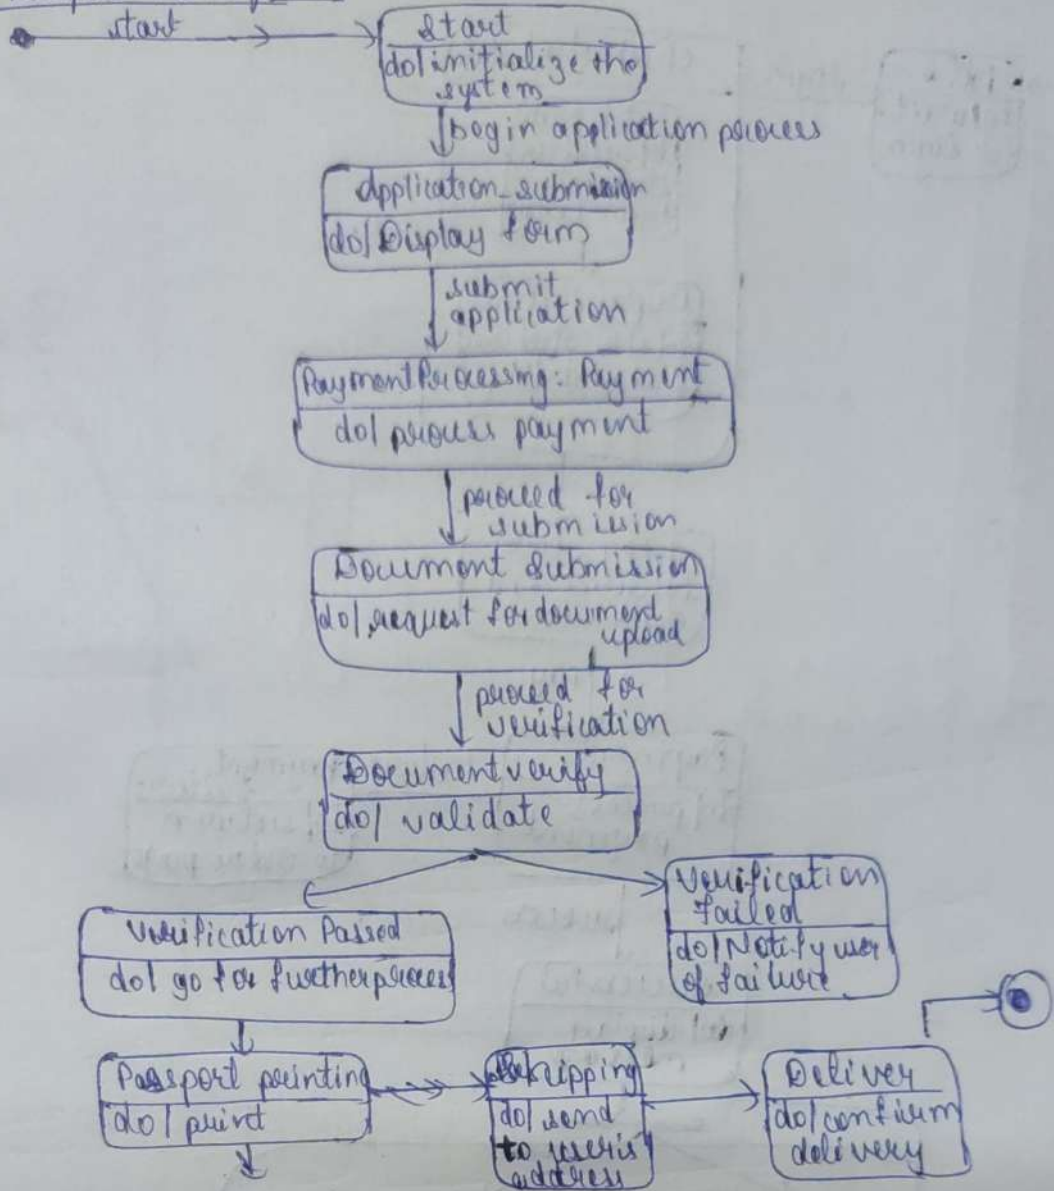 start
Start
do/initialize the
system
begin application process
Application_submission
do/Display form
submit
application
PaymentProcessing: Payment
do/process payment
proceed for
submission
Document Submission
do/request for document
upload
proceed for
verification
Document verify
do/ validate
Verification
failed
do/Notify user
of failure
Verification Passed
do/ go for further process
Passport printing
do/ print
Shipping
do/send
to user's
address
Deliver
do/confirm
delivery